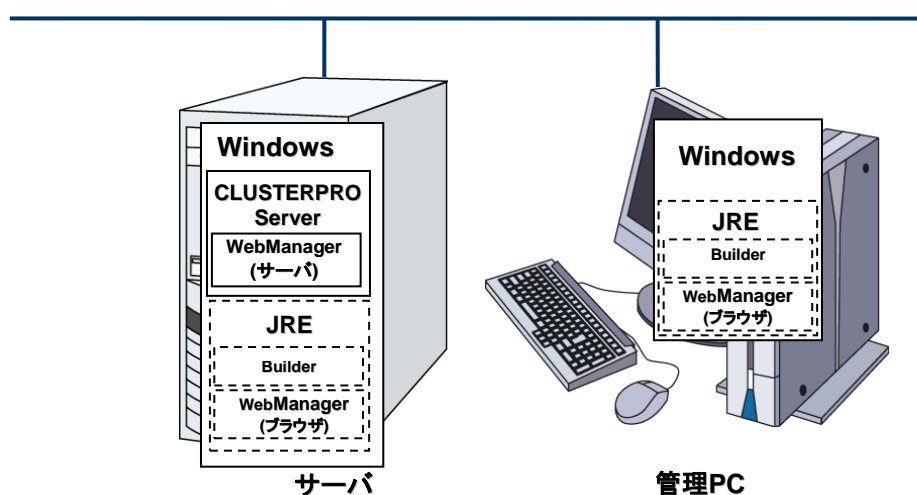 Windows
CLUSTERPRO
Server
WebManager
(サーバ)
JRE
Builder
WebManager
(ブラウザ)
サーバ
Windows
JRE
Builder
WebManager
(ブラウザ)
管理PC